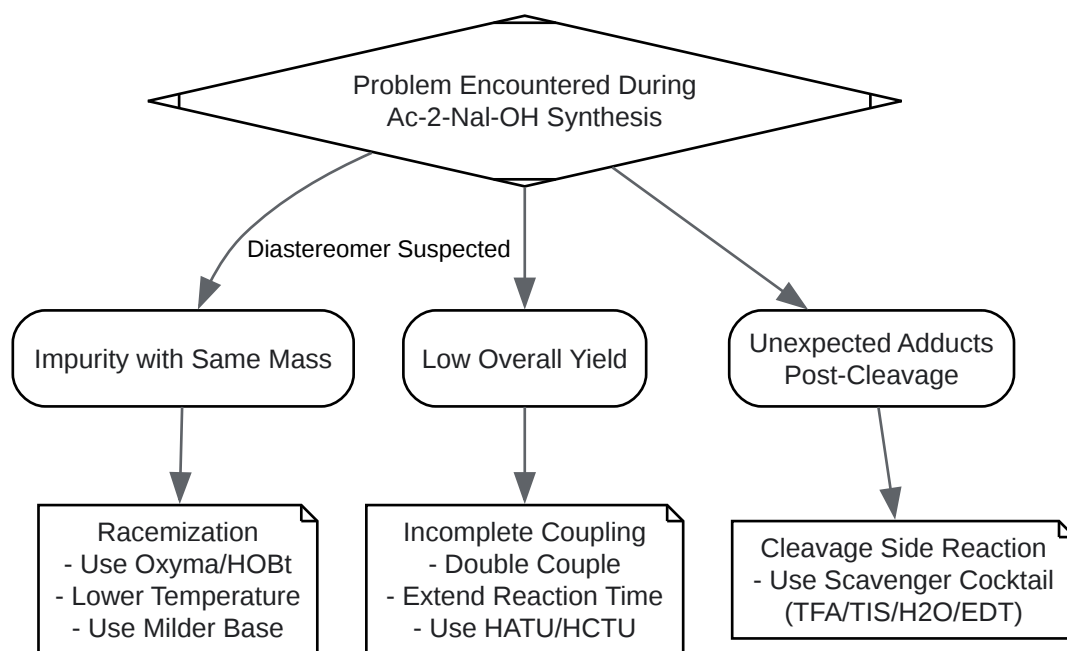 Problem Encountered During
Ac-2-Nal-OH Synthesis
Diastereomer Suspected
Impurity with Same Mass
Low Overall Yield
Unexpected Adducts
Post-Cleavage
Racemization
- Use Oxyma/HOBt
- Lower Temperature
- Use Milder Base
Incomplete Coupling
- Double Couple
- Extend Reaction Time
- Use HATU/HCTU
Cleavage Side Reaction
- Use Scavenger Cocktail
(TFA/TIS/H2O/EDT)